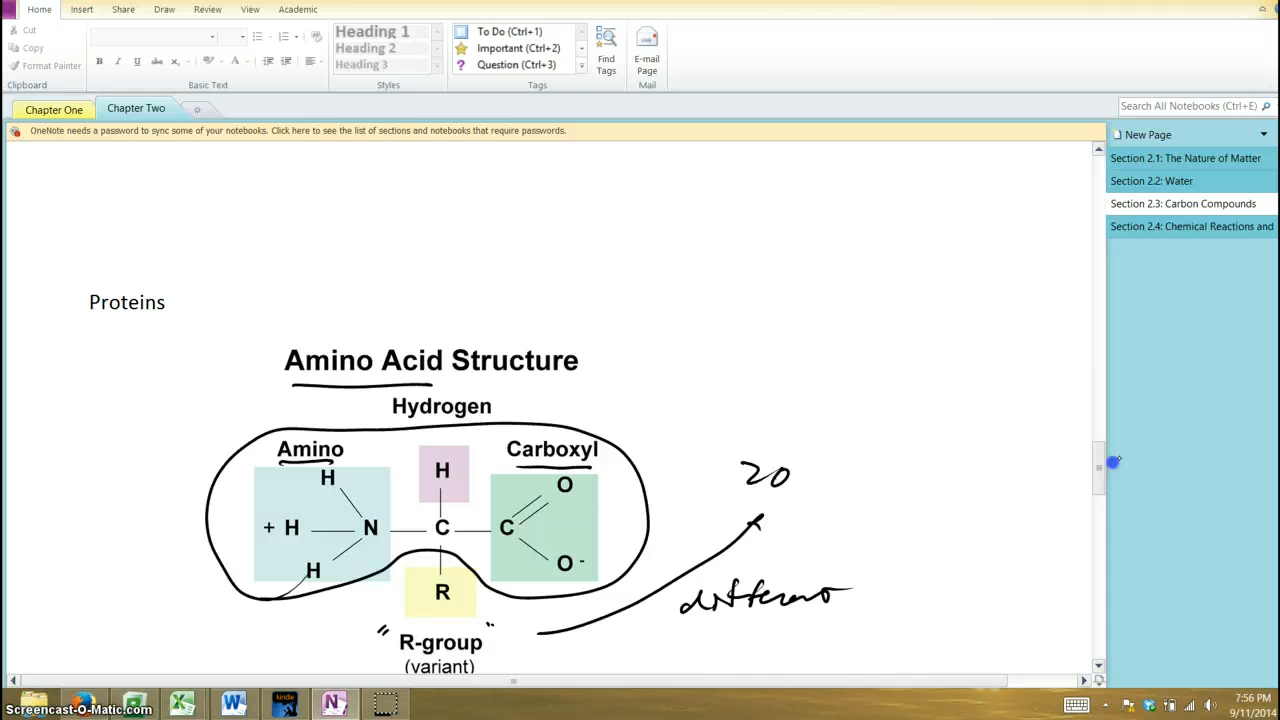 Home Insert Share Draw Review View Academic
Cut
Copy
Format Painter
Clipboard
B I U abc x₂ A
Basic Text
Heading 1
Heading 2
Heading 3
Styles
To Do (Ctrl+1)
Important (Ctrl+2)
? Question (Ctrl+3)
Tags
Find
Tags
E-mail
Page
Mail
Chapter One Chapter Two
Search All Notebooks (Ctrl+E)
OneNote needs a password to sync some of your notebooks. Click here to see the list of sections and notebooks that require passwords.
New Page
Section 2.1: The Nature of Matter
Section 2.2: Water
Section 2.3: Carbon Compounds
Section 2.4: Chemical Reactions and
Proteins
Amino Acid Structure
Hydrogen
Amino Carboxyl
H H O
+ H N C C
H O -
R
" R-group "
(variant)
20
different
kindle
Screencast-O-Matic.com
7:56 PM
9/11/2014